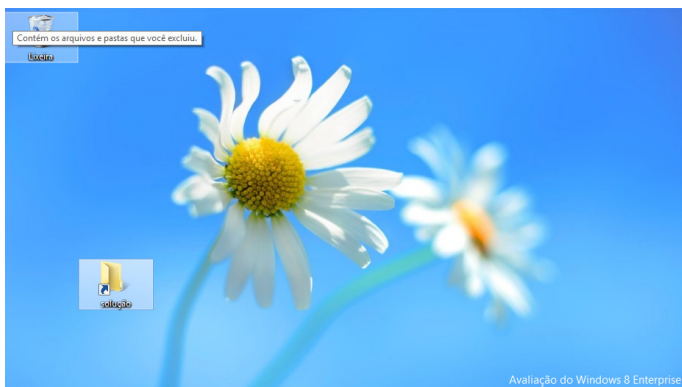 Contém os arquivos e pastas que você excluiu.
Lixeira
solução
Avaliação do Windows 8 Enterprise